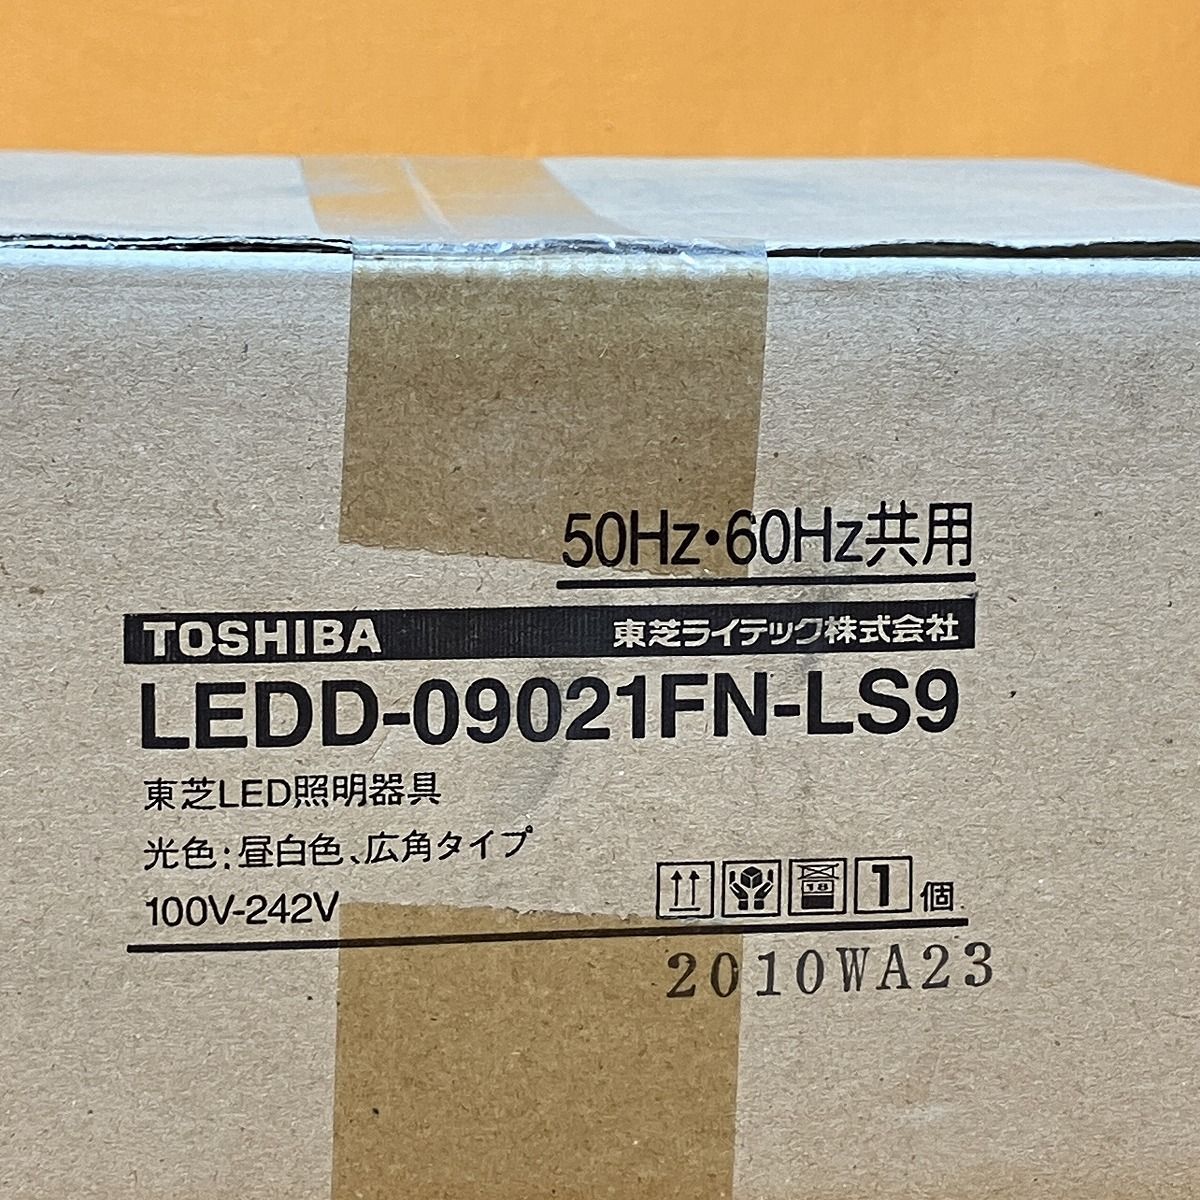 50Hz・60Hz共用
TOSHIBA 東芝ライテック株式会社
LEDD-09021FN-LS9
東芝LED照明器具
光色：昼白色、広角タイプ
100V-242V
18
1個
2010WA23